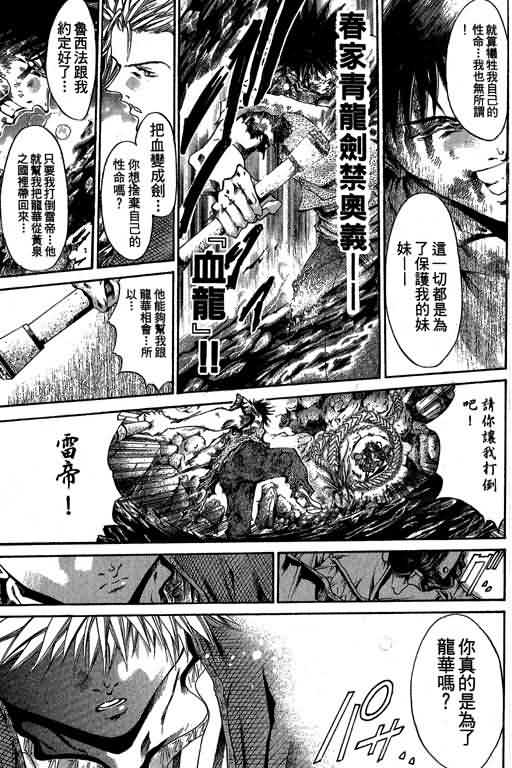 就算犧牲我自己的
性命…我也無所謂
!
這一切都是為
了保護我的妹
妹——
春家青龍劍禁奧義——
『血龍』!!
把血變成劍…
你想捨棄自己的
性命嗎?
魯西法跟我
約定好了…
只要我打倒雷帝…他
就幫我把龍華從黃泉
之國裡帶回來…
他能夠幫我跟
龍華相會…所
以…
請你讓我打倒
吧!
雷帝!
你真的是為了
龍華嗎?